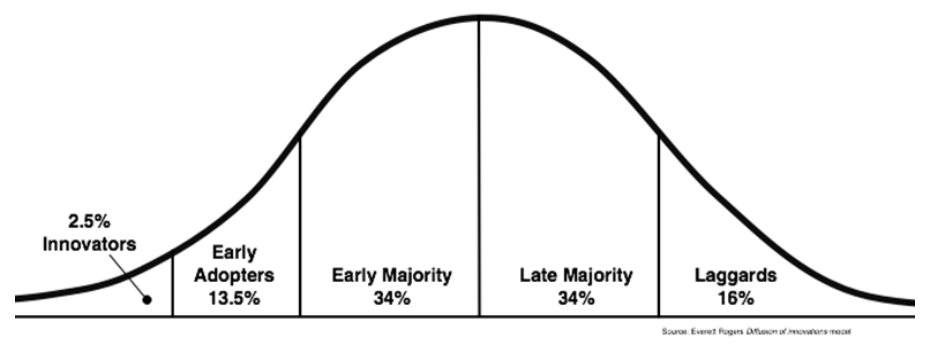 2.5%
Innovators
Early
Adopters
13.5%
Early Majority
34%
Late Majority
34%
Laggards
16%
Source: Everett Rogers Diffusion of innovations model